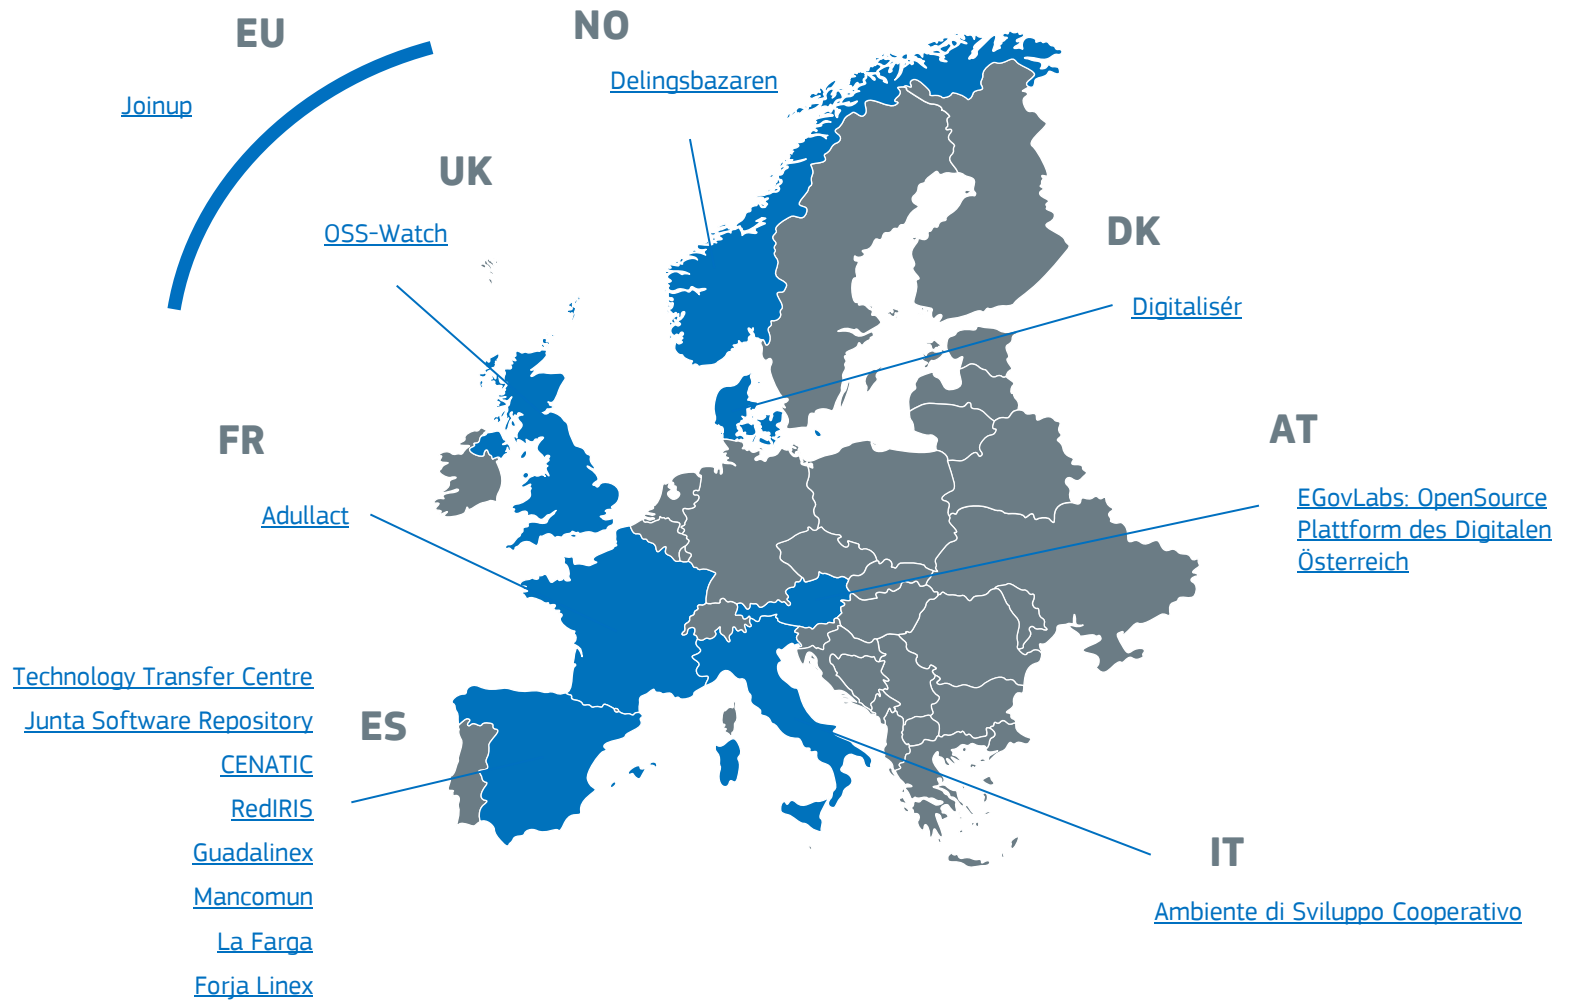 EU
Joinup
NO
Delingsbazaren
UK
OSS-Watch
DK
Digitalisér
FR
Adullact
AT
EGovLabs: OpenSource
Plattform des Digitalen
Österreich
ES
Technology Transfer Centre
Junta Software Repository
CENATIC
RedIRIS
Guadalinex
Mancomun
La Farga
Forja Linex
IT
Ambiente di Sviluppo Cooperativo